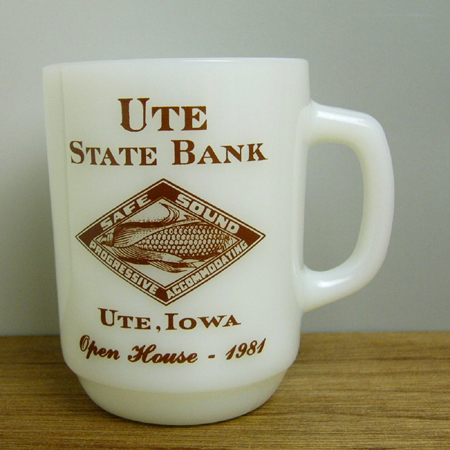 UTE
STATE BANK
SAFE SOUND
PROGRESSIVE ACCOMMODATING
UTE, IOWA
Open House - 1981